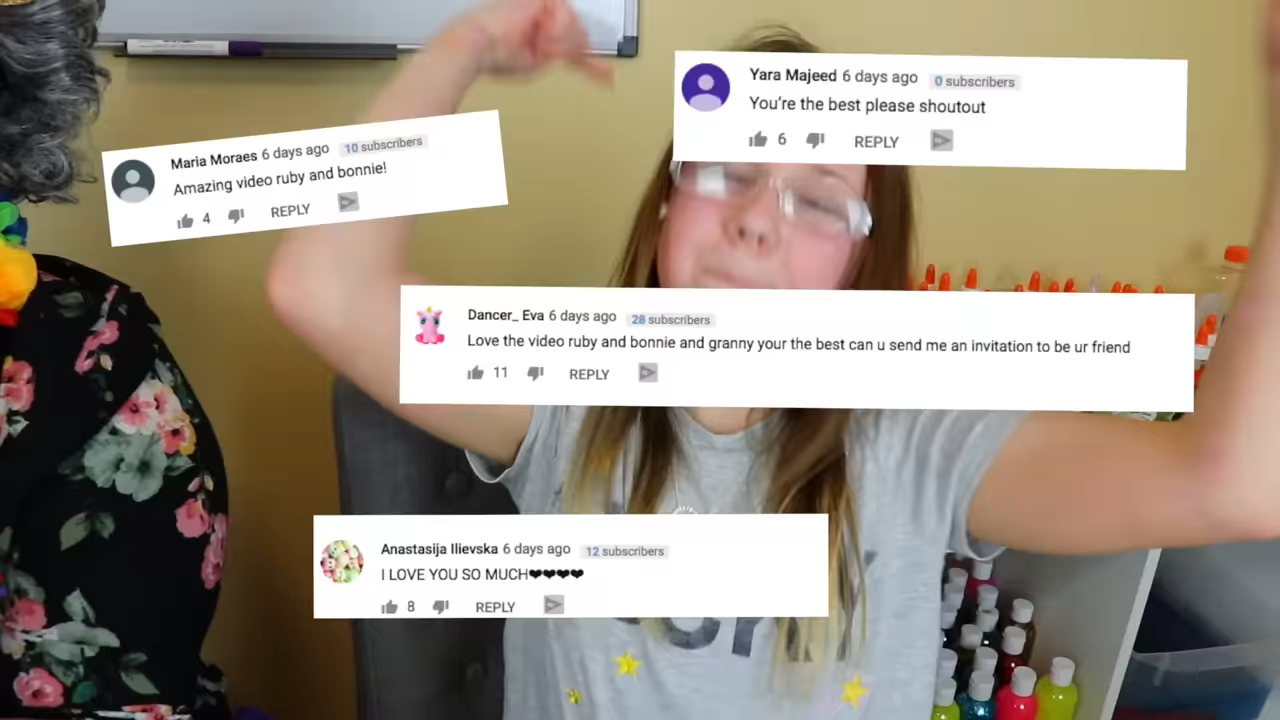 Yara Majeed 6 days ago 0 subscribers
You're the best please shoutout
6 REPLY
Maria Moraes 6 days ago 10 subscribers
Amazing video ruby and bonnie!
4 REPLY
Dancer_ Eva 6 days ago 28 subscribers
Love the video ruby and bonnie and granny your the best can u send me an invitation to be ur friend
11 REPLY
Anastasija Ilievska 6 days ago 12 subscribers
I LOVE YOU SO MUCH❤❤❤❤
8 REPLY